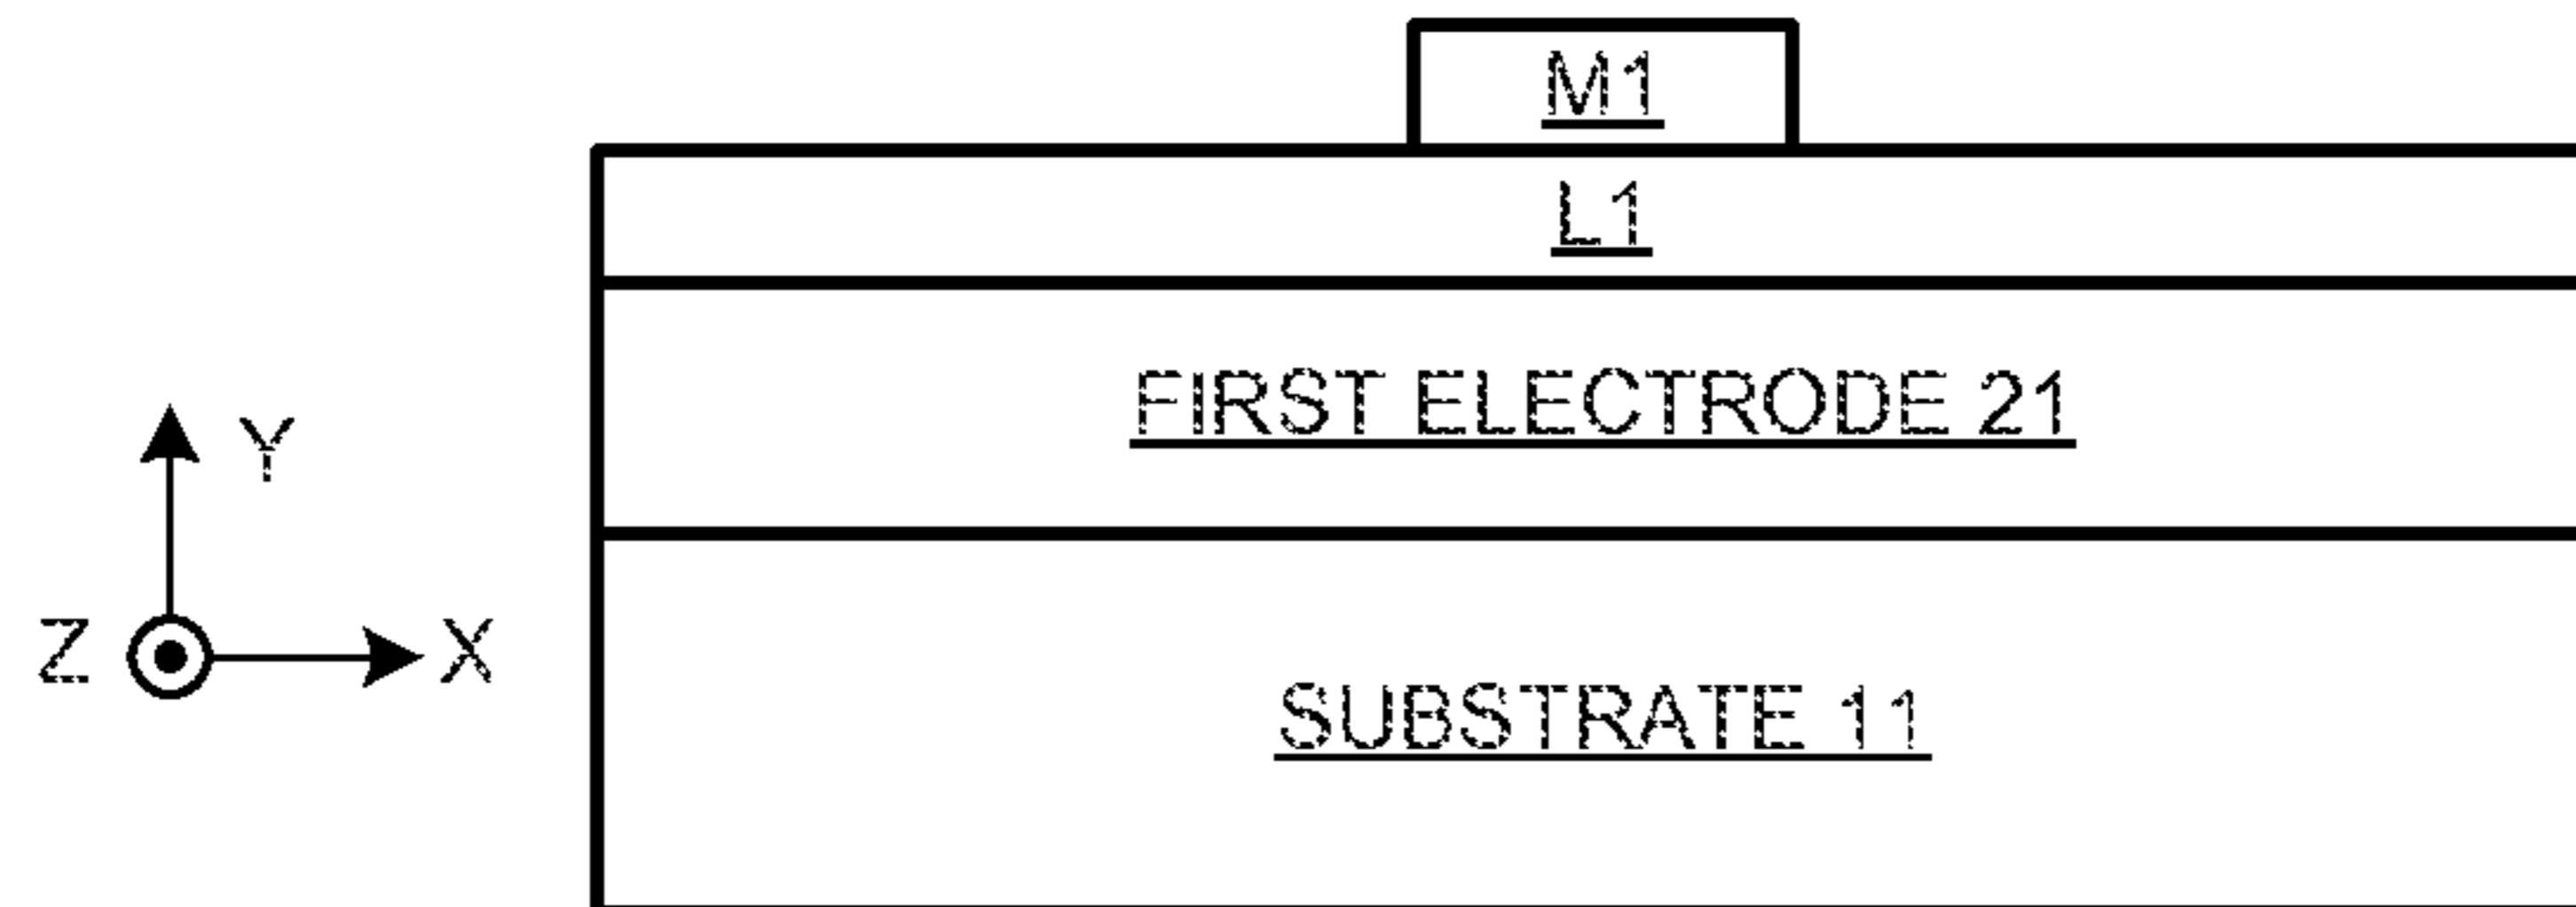 M1
L1
FIRST ELECTRODE 21
Y
Z X
SUBSTRATE 11